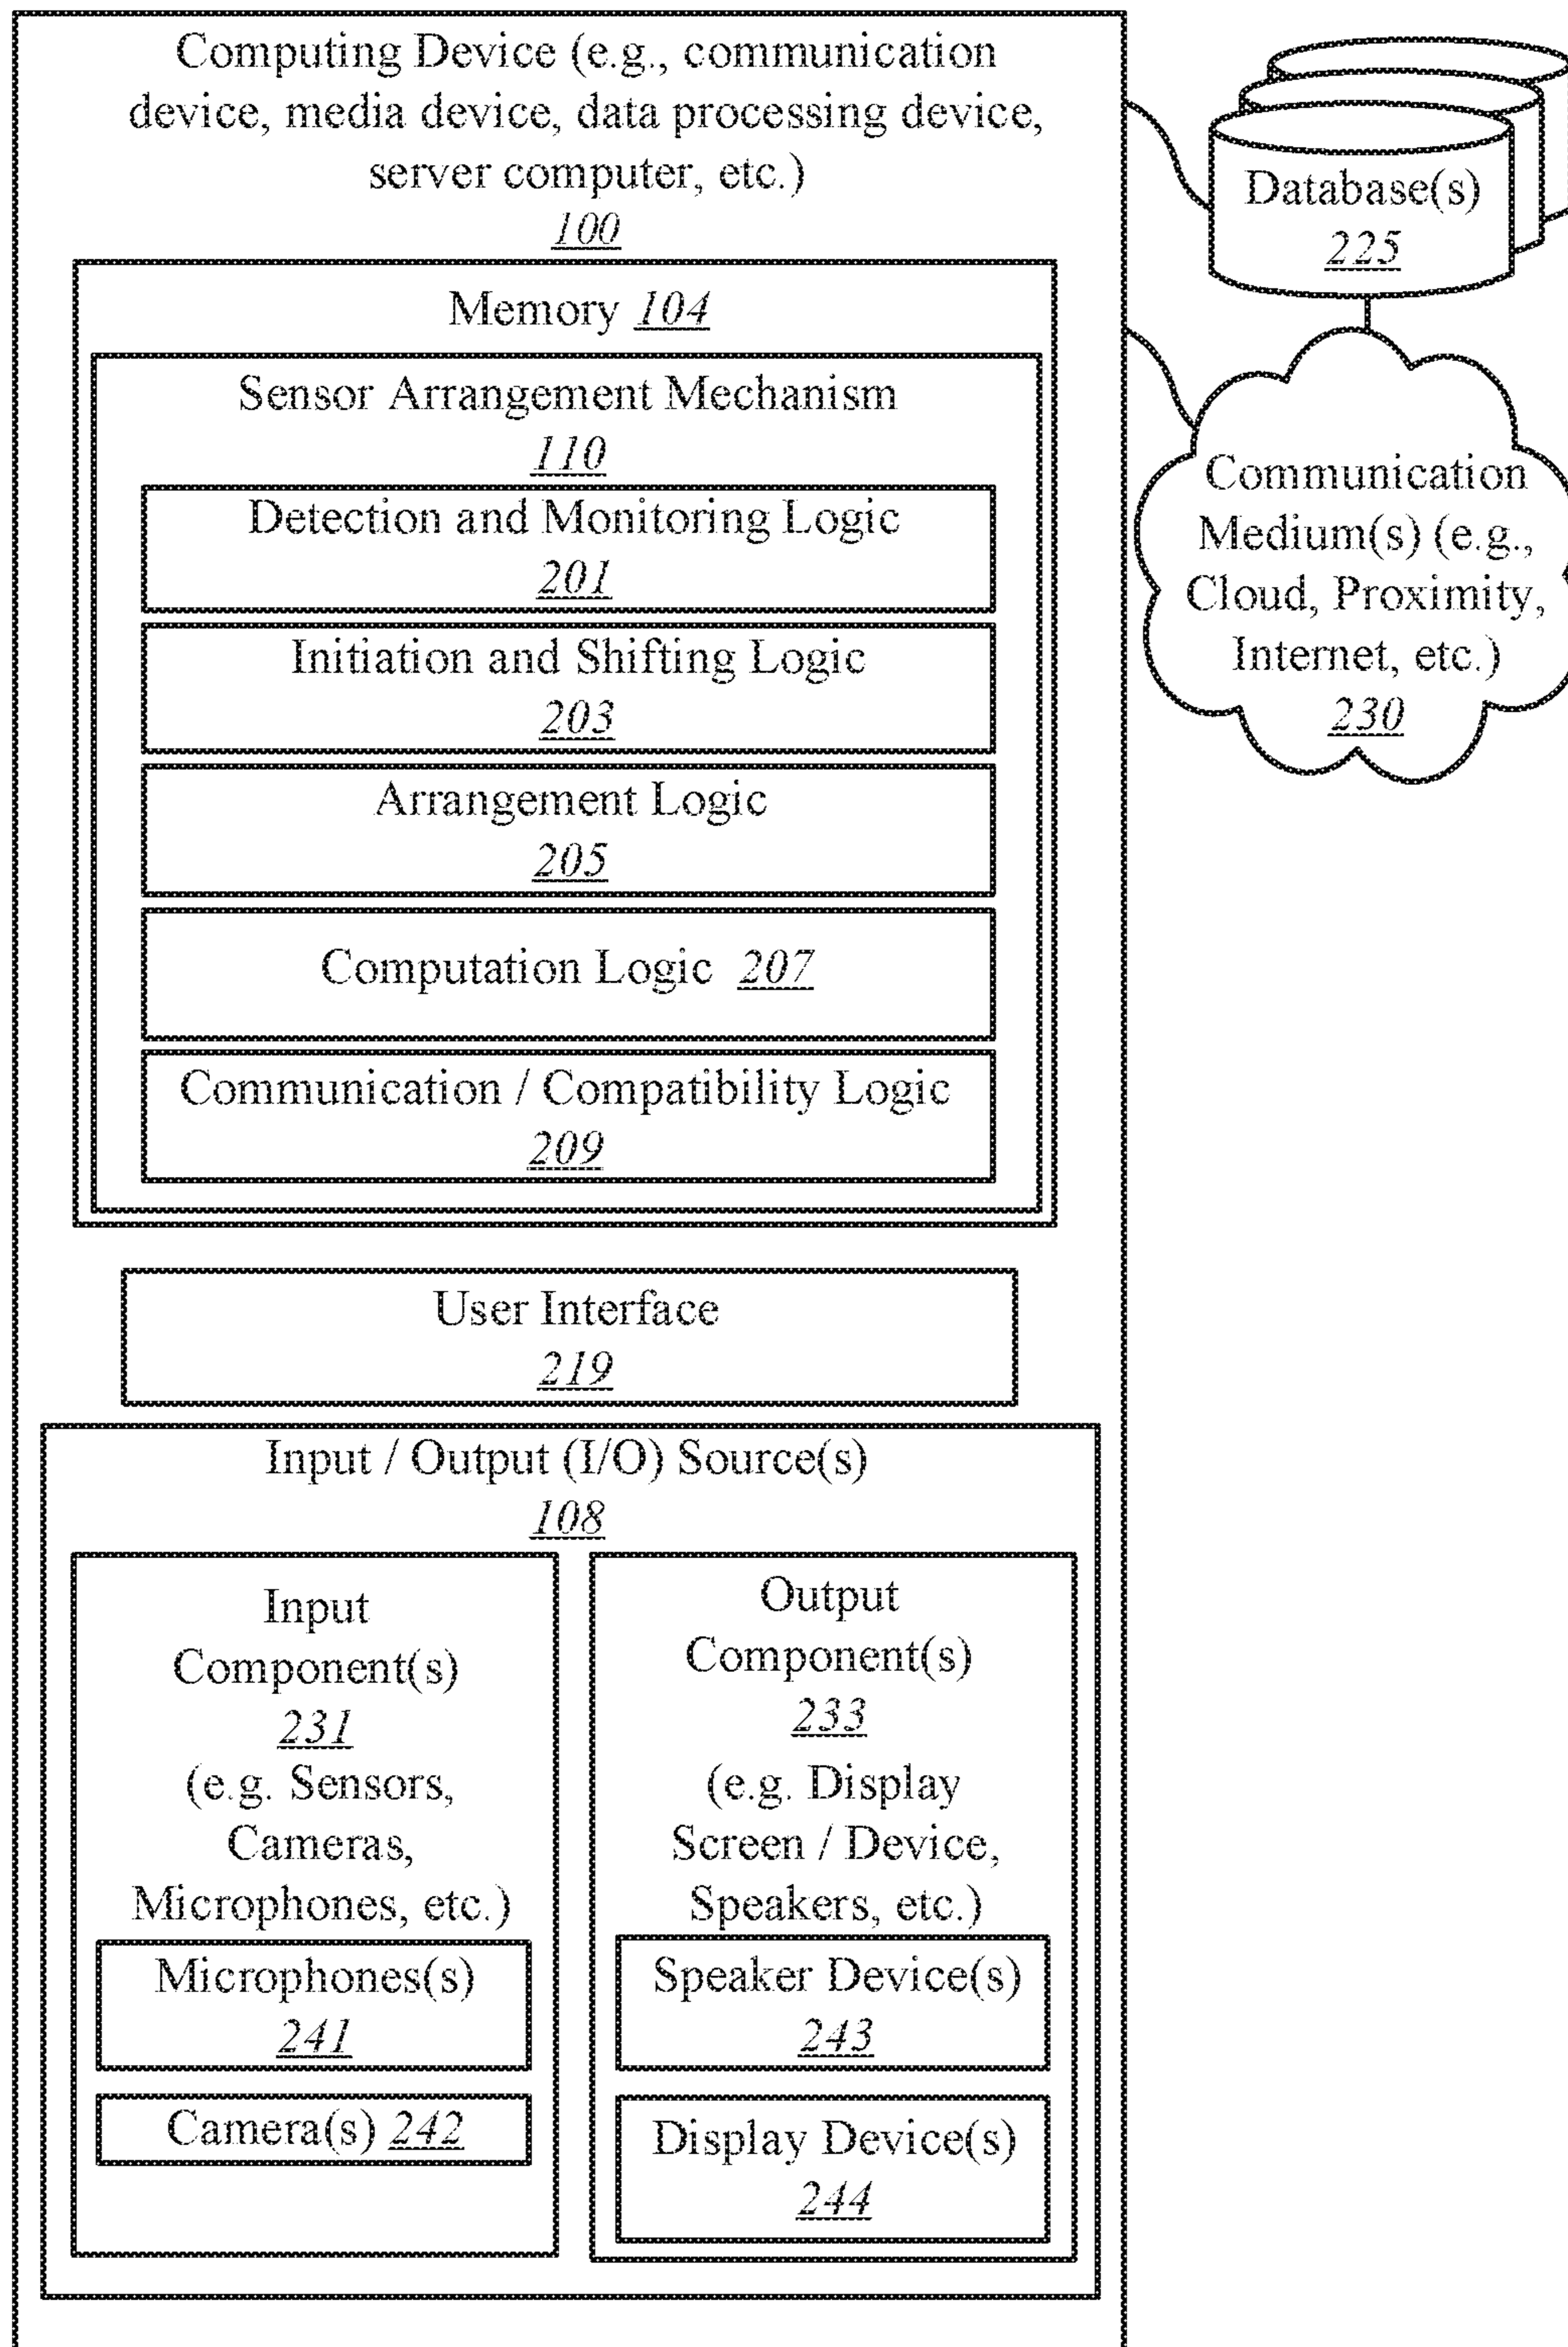 Computing Device (e.g., communication
device, media device, data processing device,
server computer, etc.)
100
Memory 104
Sensor Arrangement Mechanism
110
Detection and Monitoring Logic
201
Initiation and Shifting Logic
203
Arrangement Logic
205
Computation Logic 207
Communication / Compatibility Logic
209
User Interface
219
Input / Output (I/O) Source(s)
108
Input
Component(s)
231
(e.g. Sensors,
Cameras,
Microphones, etc.)
Microphones(s)
241
Camera(s) 242
Output
Component(s)
233
(e.g. Display
Screen / Device,
Speakers, etc.)
Speaker Device(s)
243
Display Device(s)
244
Database(s)
225
Communication
Medium(s) (e.g.,
Cloud, Proximity,
Internet, etc.)
230